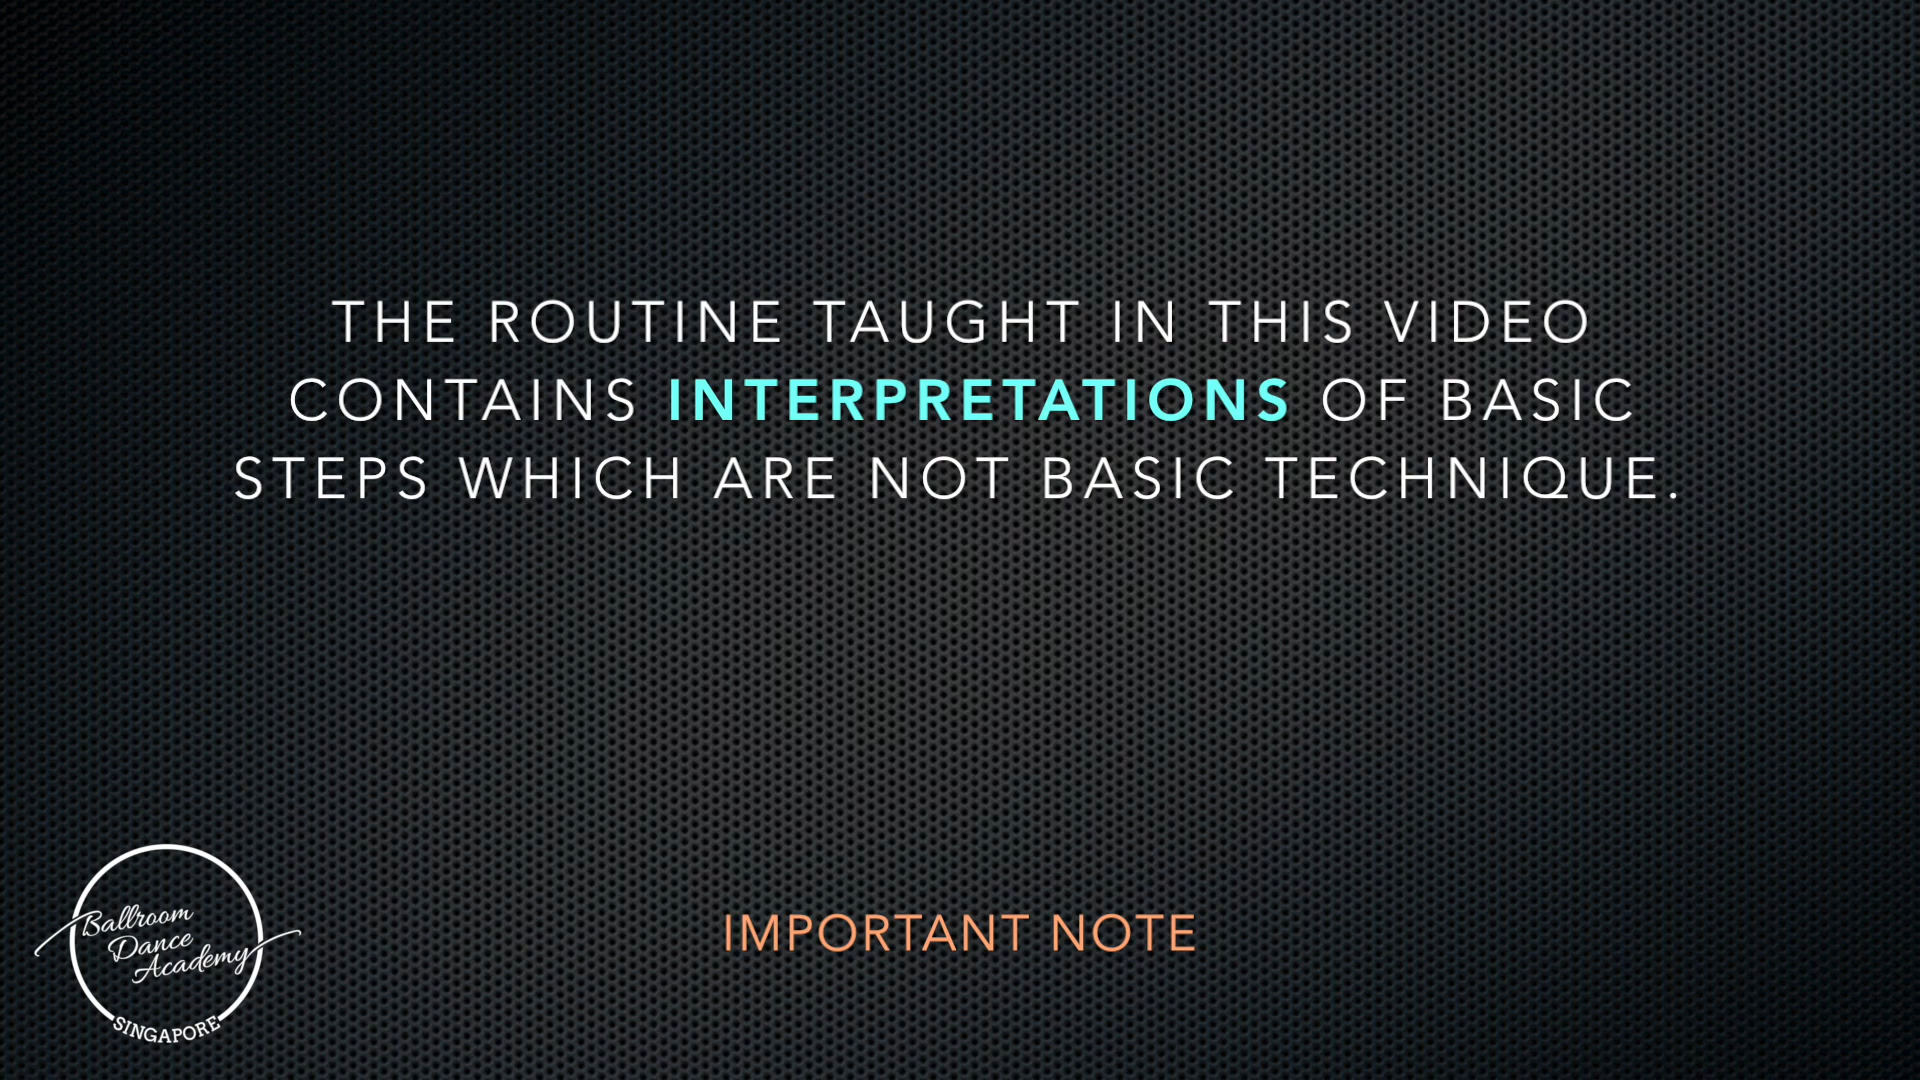 THE ROUTINE TAUGHT IN THIS VIDEO
CONTAINS INTERPRETATIONS OF BASIC
STEPS WHICH ARE NOT BASIC TECHNIQUE.
Ballroom
Dance
Academy
SINGAPORE
IMPORTANT NOTE